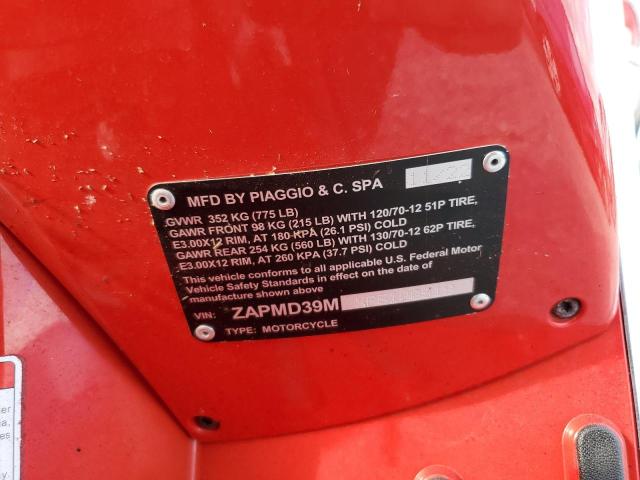 MFD BY PIAGGIO & C. SPA
GVWR 352 KG (775 LB)
GAWR FRONT 98 KG (215 LB) WITH 120/70-12 51P TIRE,
E3.00X12 RIM, AT 180 KPA (26.1 PSI) COLD
GAWR REAR 254 KG (560 LB) WITH 130/70-12 62P TIRE,
E3.00X12 RIM, AT 260 KPA (37.7 PSI) COLD
This vehicle conforms to all applicable U.S. Federal Motor
Vehicle Safety Standards in effect on the date of
manufacture shown above
VIN: ZAPMD39M
TYPE: MOTORCYCLE